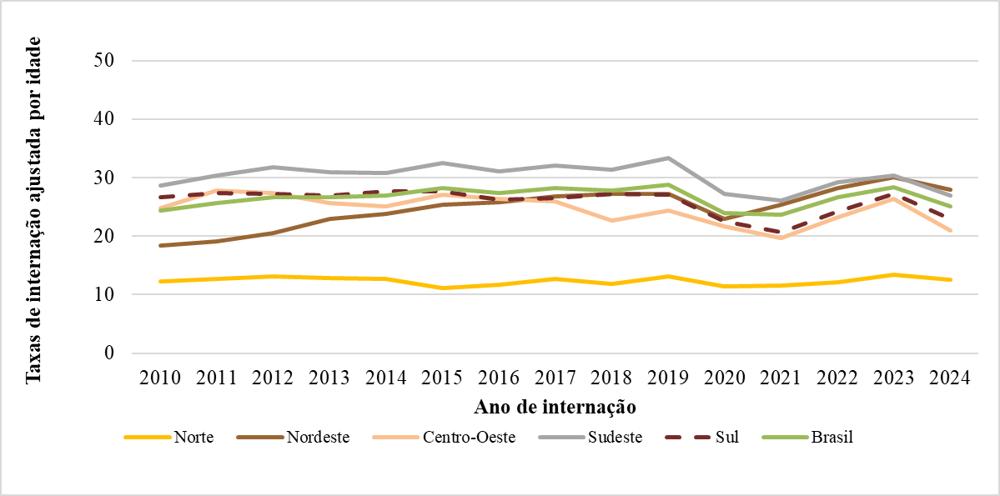 Taxas de internação ajustada por idade
50
40
30
20
10
0
2010 2011 2012 2013 2014 2015 2016 2017 2018 2019 2020 2021 2022 2023 2024
Ano de internação
Norte Nordeste Centro-Oeste Sudeste Sul Brasil